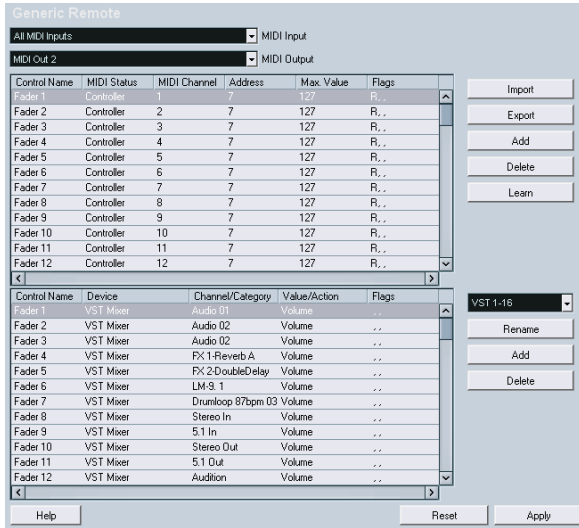 Generic Remote
All MIDI Inputs MIDI Input
MIDI Out 2 MIDI Output
Control Name MIDI Status MIDI Channel Address Max. Value Flags
Fader 1 Controller 1 7 127 R, ,
Fader 2 Controller 2 7 127 R, ,
Fader 3 Controller 3 7 127 R, ,
Fader 4 Controller 4 7 127 R, ,
Fader 5 Controller 5 7 127 R, ,
Fader 6 Controller 6 7 127 R, ,
Fader 7 Controller 7 7 127 R, ,
Fader 8 Controller 8 7 127 R, ,
Fader 9 Controller 9 7 127 R, ,
Fader 10 Controller 10 7 127 R, ,
Fader 11 Controller 11 7 127 R, ,
Fader 12 Controller 12 7 127 R, ,
Import
Export
Add
Delete
Learn
Control Name Device Channel/Category Value/Action Flags
Fader 1 VST Mixer Audio 01 Volume , ,
Fader 2 VST Mixer Audio 02 Volume , ,
Fader 3 VST Mixer Audio 02 Volume , ,
Fader 4 VST Mixer FX 1-Reverb A Volume , ,
Fader 5 VST Mixer FX 2-DoubleDelay Volume , ,
Fader 6 VST Mixer LM-9. 1 Volume , ,
Fader 7 VST Mixer Drumloop 87bpm 03 Volume , ,
Fader 8 VST Mixer Stereo In Volume , ,
Fader 9 VST Mixer 5.1 In Volume , ,
Fader 10 VST Mixer Stereo Out Volume , ,
Fader 11 VST Mixer 5.1 Out Volume , ,
Fader 12 VST Mixer Audition Volume , ,
VST 1-16
Rename
Add
Delete
Help Reset Apply